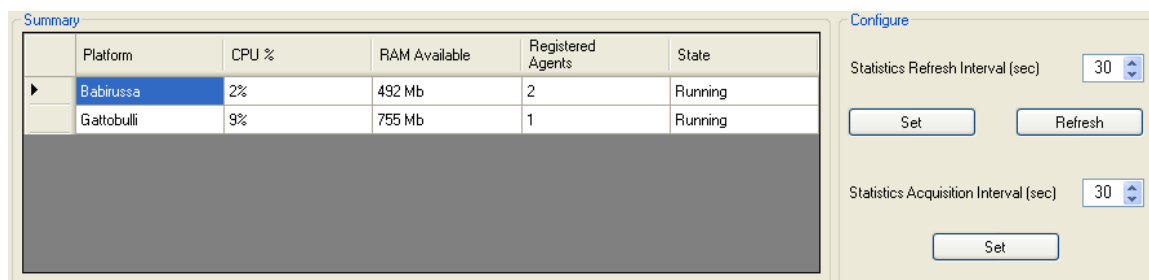 Summary
Platform CPU % RAM Available Registered Agents State
Babirussa 2% 492 Mb 2 Running
Gattobulli 9% 755 Mb 1 Running
Configure
Statistics Refresh Interval (sec) 30
Set Refresh
Statistics Acquisition Interval (sec) 30
Set